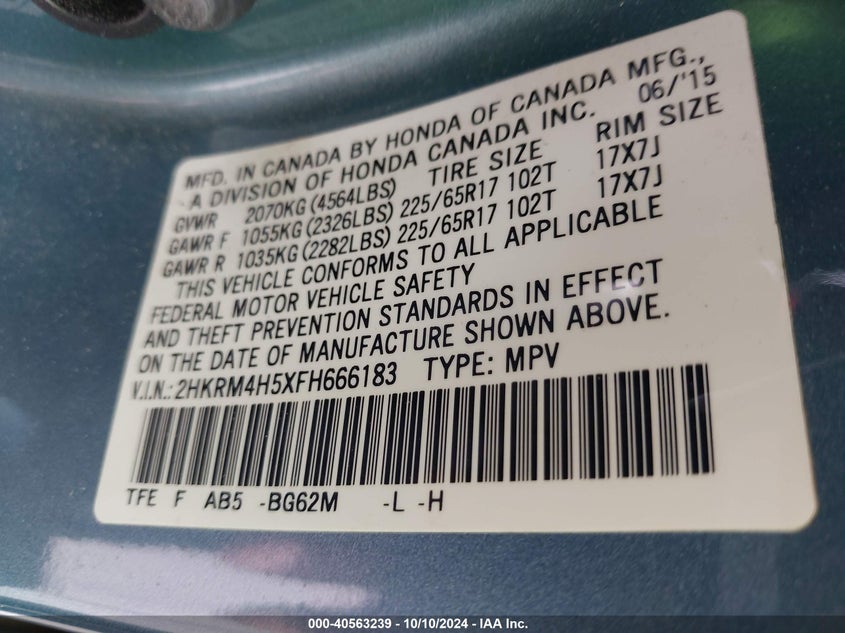 MFD. IN CANADA BY HONDA OF CANADA MFG.,
A DIVISION OF HONDA CANADA INC. 06/'15
GVWR 2070KG (4564LBS) TIRE SIZE RIM SIZE
GAWR F 1055KG (2326LBS) 225/65R17 102T 17X7J
GAWR R 1035KG (2282LBS) 225/65R17 102T 17X7J
THIS VEHICLE CONFORMS TO ALL APPLICABLE
FEDERAL MOTOR VEHICLE SAFETY
AND THEFT PREVENTION STANDARDS IN EFFECT
ON THE DATE OF MANUFACTURE SHOWN ABOVE.
V.I.N.: 2HKRM4H5XFH666183 TYPE: MPV
TFE F AB5 -BG62M -L -H
000-40563239 - 10/10/2024 - IAA Inc.